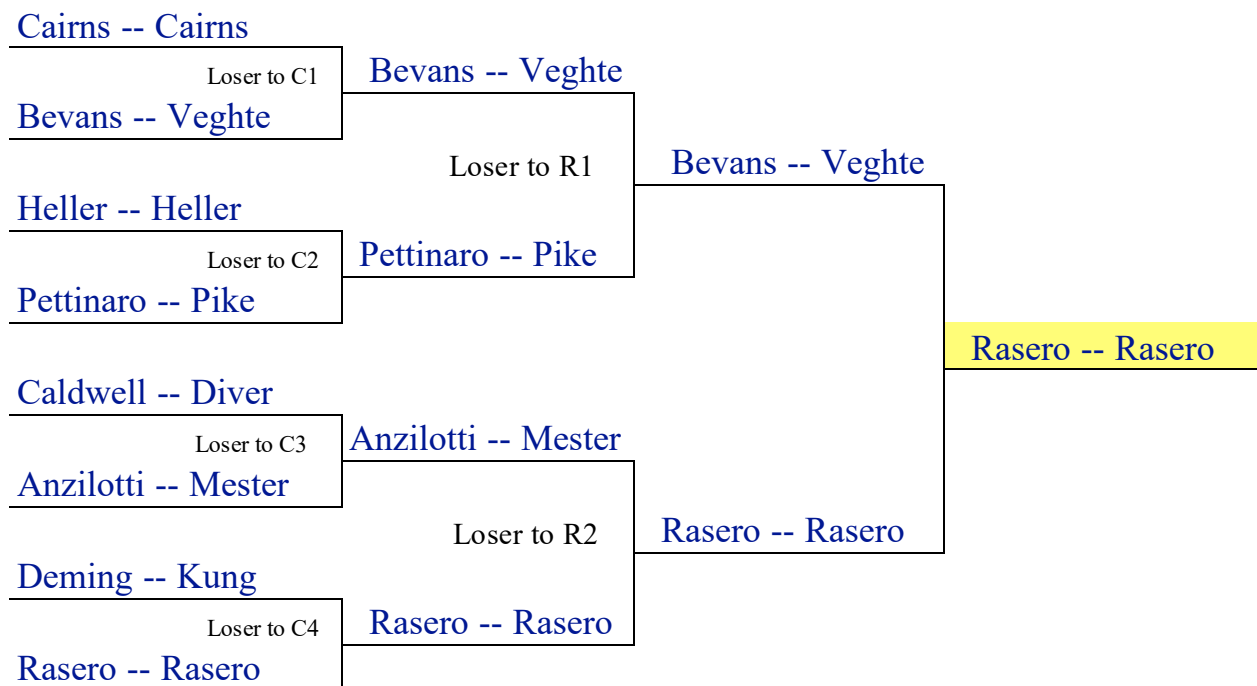 Cairns -- Cairns
Loser to C1
Bevans -- Veghte
Bevans -- Veghte
Loser to R1
Bevans -- Veghte
Heller -- Heller
Loser to C2
Pettinaro -- Pike
Pettinaro -- Pike
Rasero -- Rasero
Caldwell -- Diver
Loser to C3
Anzilotti -- Mester
Anzilotti -- Mester
Loser to R2
Rasero -- Rasero
Deming -- Kung
Loser to C4
Rasero -- Rasero
Rasero -- Rasero